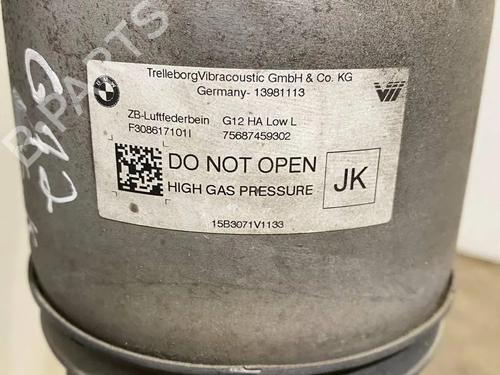 TrelleborgVibracoustic GmbH & Co. KG
Germany- 13981113
ZB-Luftfederbein G12 HA Low L
F308617101I 75687459302
DO NOT OPEN
HIGH GAS PRESSURE
JK
15B3071V1133
B-PARTS